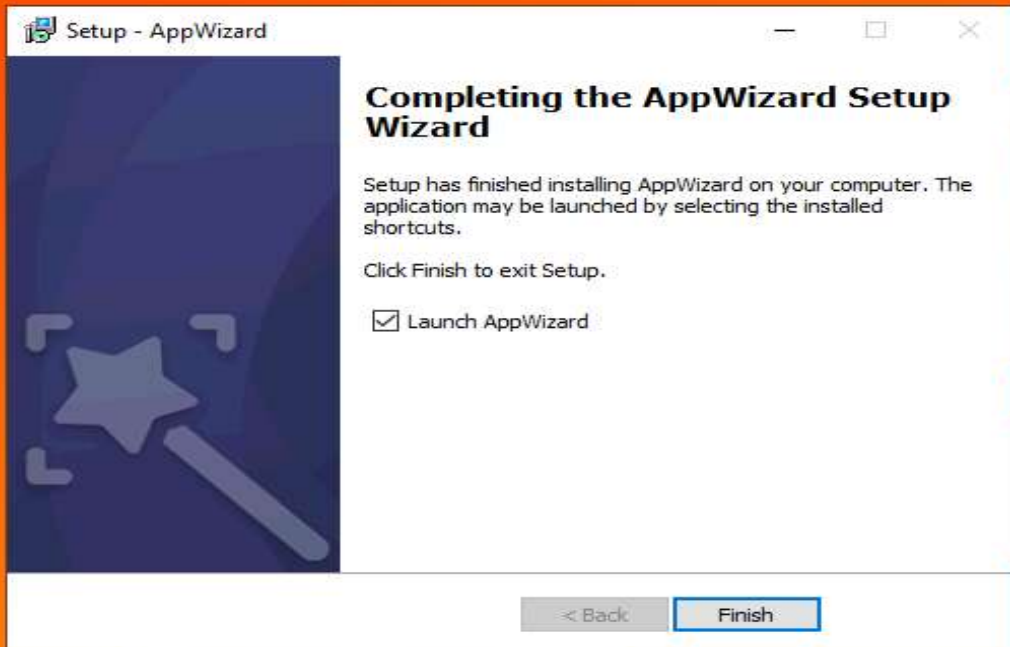 Setup - AppWizard
Completing the AppWizard Setup
Wizard
Setup has finished installing AppWizard on your computer. The
application may be launched by selecting the installed
shortcuts.
Click Finish to exit Setup.
Launch AppWizard
< Back
Finish